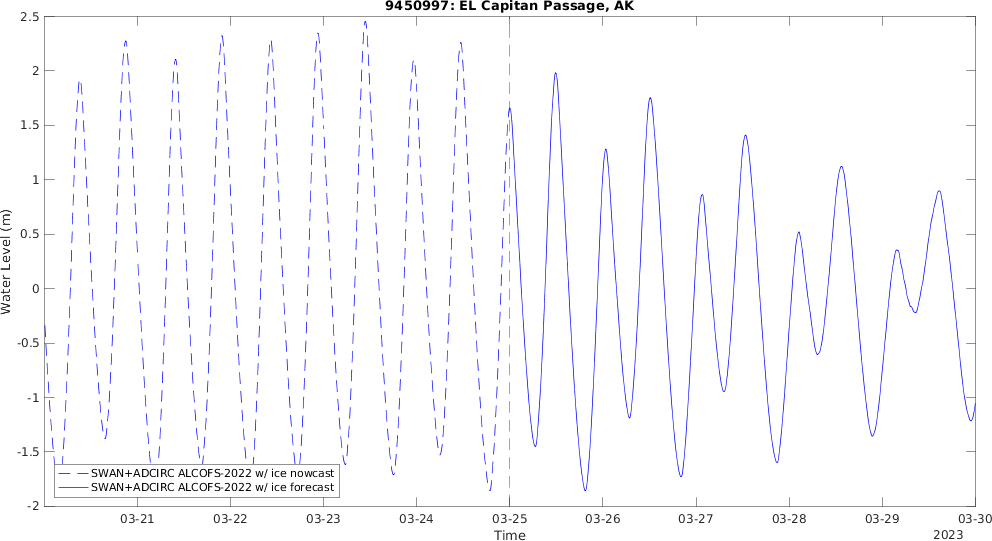 9450997: EL Capitan Passage, AK
2.5
2
1.5
1
0.5
0
-0.5
-1
-1.5
-2
Water Level (m)
SWAN+ADCIRC ALCOFS-2022 w/ ice nowcast
SWAN+ADCIRC ALCOFS-2022 w/ ice forecast
03-21 03-22 03-23 03-24 03-25 03-26 03-27 03-28 03-29 03-30
Time
2023